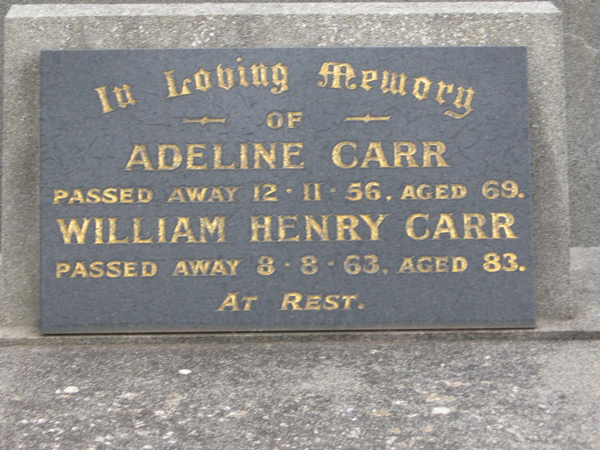 In Loving Memory
OF
ADELINE CARR
PASSED AWAY 12·11·56, AGED 69.
WILLIAM HENRY CARR
PASSED AWAY 8·8·63, AGED 83.
AT REST.